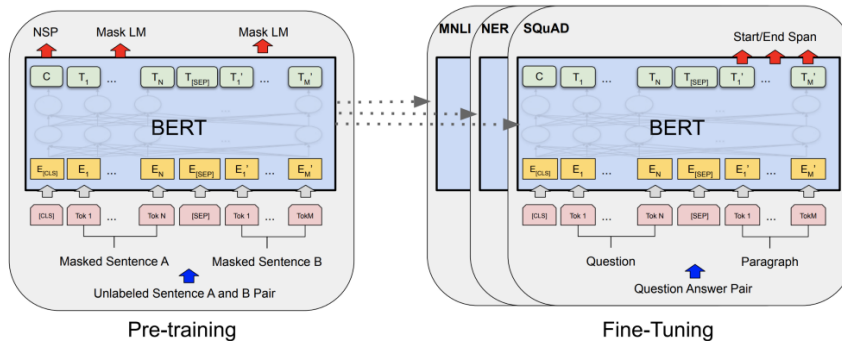 NSP Mask LM Mask LM
C T1 ... TN T[SEP] T1' ... TM'
BERT
E[CLS] E1 ... EN E[SEP] E1' ... EM'
[CLS] Tok 1 ... Tok N [SEP] Tok 1 ... TokM
Masked Sentence A Masked Sentence B
Unlabeled Sentence A and B Pair
Pre-training
MNLI NER SQuAD
Start/End Span
C T1 ... TN T[SEP] T1' ... TM'
BERT
E[CLS] E1 ... EN E[SEP] E1' ... EM'
[CLS] Tok 1 ... Tok N [SEP] Tok 1 ... TokM
Question Paragraph
Question Answer Pair
Fine-Tuning